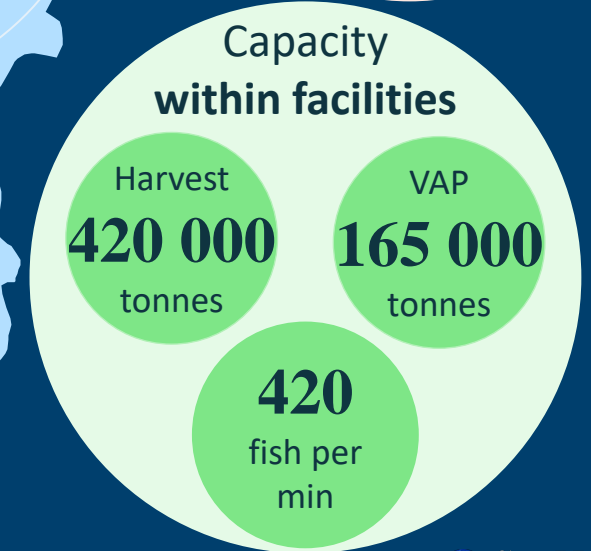 Capacity
within facilities
Harvest
420 000
tonnes
VAP
165 000
tonnes
420
fish per
min